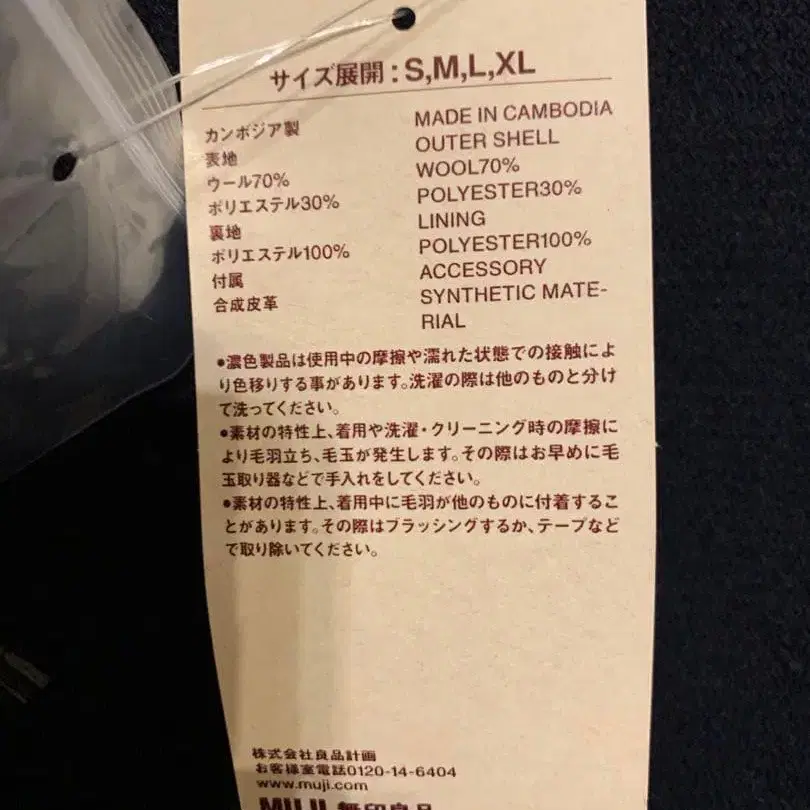 サイズ展開：S,M,L,XL
カンボジア製
表地
ウール70%
ポリエステル30%
裏地
ポリエステル100%
付属
合成皮革
MADE IN CAMBODIA
OUTER SHELL
WOOL70%
POLYESTER30%
LINING
POLYESTER100%
ACCESSORY
SYNTHETIC MATE-
RIAL
●濃色製品は使用中の摩擦や濡れた状態での接触によ
り色移りする事があります。洗濯の際は他のものと分け
て洗ってください。
●素材の特性上、着用や洗濯・クリーニング時の摩擦に
より毛羽立ち、毛玉が発生します。その際はお早めに毛
玉取り器などで手入れをしてください。
●素材の特性上、着用中に毛羽が他のものに付着するこ
とがあります。その際はブラッシングするか、テープなど
で取り除いてください。
株式会社良品計画
お客様室電話0120-14-6404
www.muji.com
MUJI 無印良品